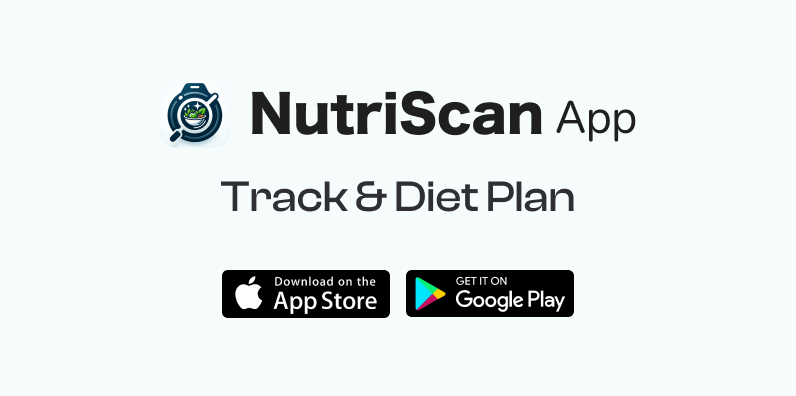 NutriScan App
Track & Diet Plan
Download on the
App Store
GET IT ON
Google Play